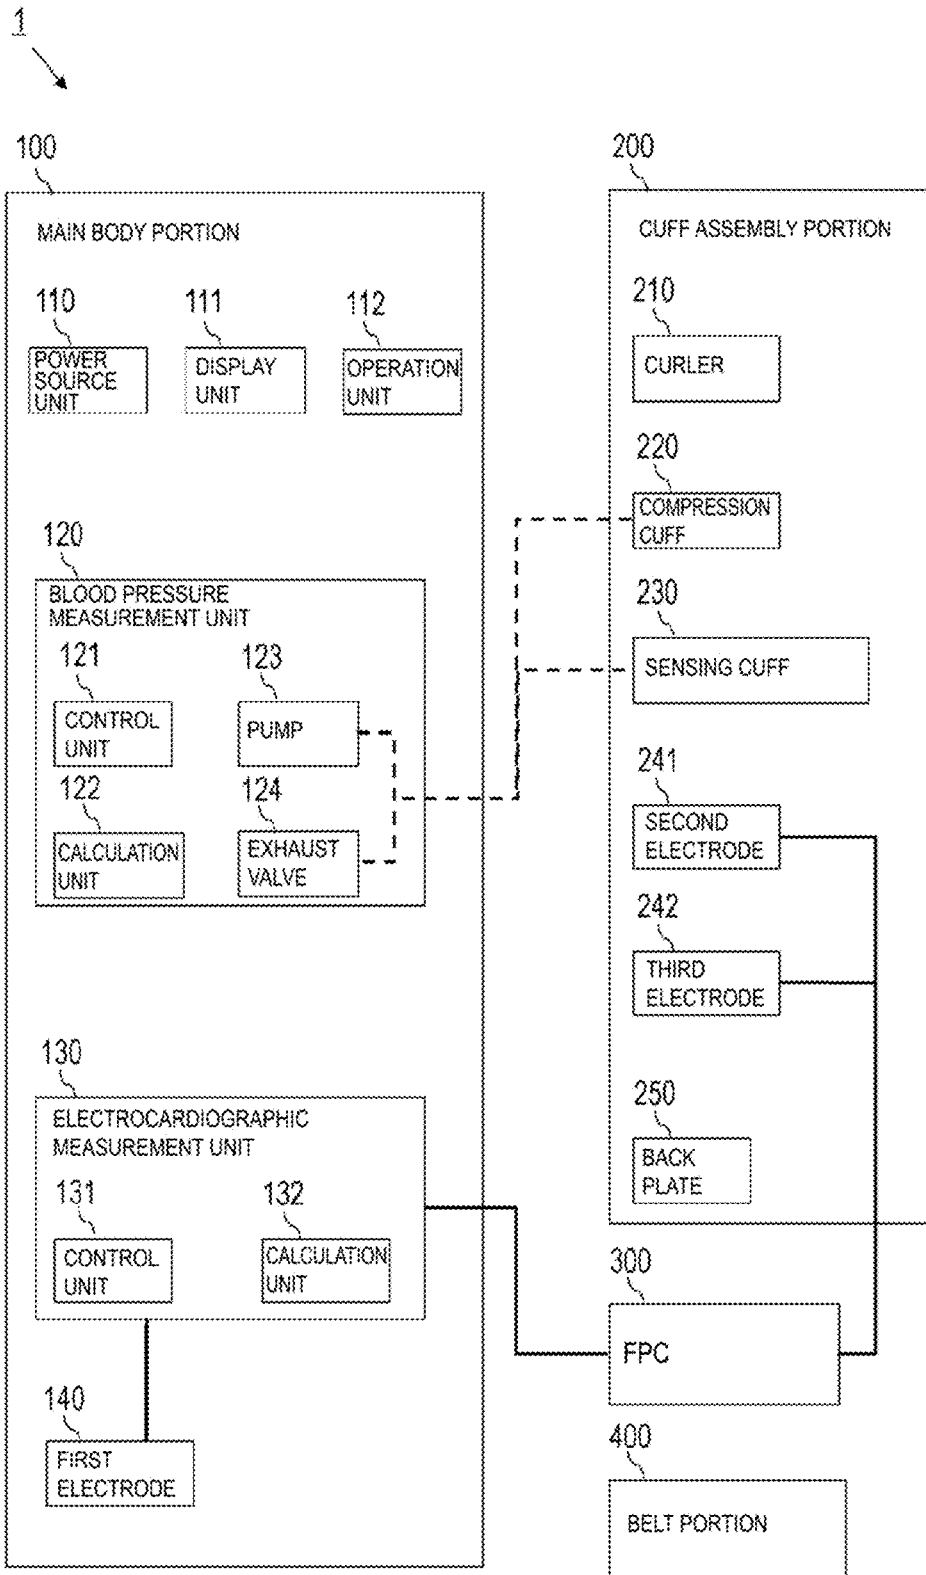 1
100
MAIN BODY PORTION
110
POWER
SOURCE
UNIT
111
DISPLAY
UNIT
112
OPERATION
UNIT
120
BLOOD PRESSURE
MEASUREMENT UNIT
121
CONTROL
UNIT
123
PUMP
122
CALCULATION
UNIT
124
EXHAUST
VALVE
130
ELECTROCARDIOGRAPHIC
MEASUREMENT UNIT
131
CONTROL
UNIT
132
CALCULATION
UNIT
140
FIRST
ELECTRODE
200
CUFF ASSEMBLY PORTION
210
CURLER
220
COMPRESSION
CUFF
230
SENSING CUFF
241
SECOND
ELECTRODE
242
THIRD
ELECTRODE
250
BACK
PLATE
300
FPC
400
BELT PORTION